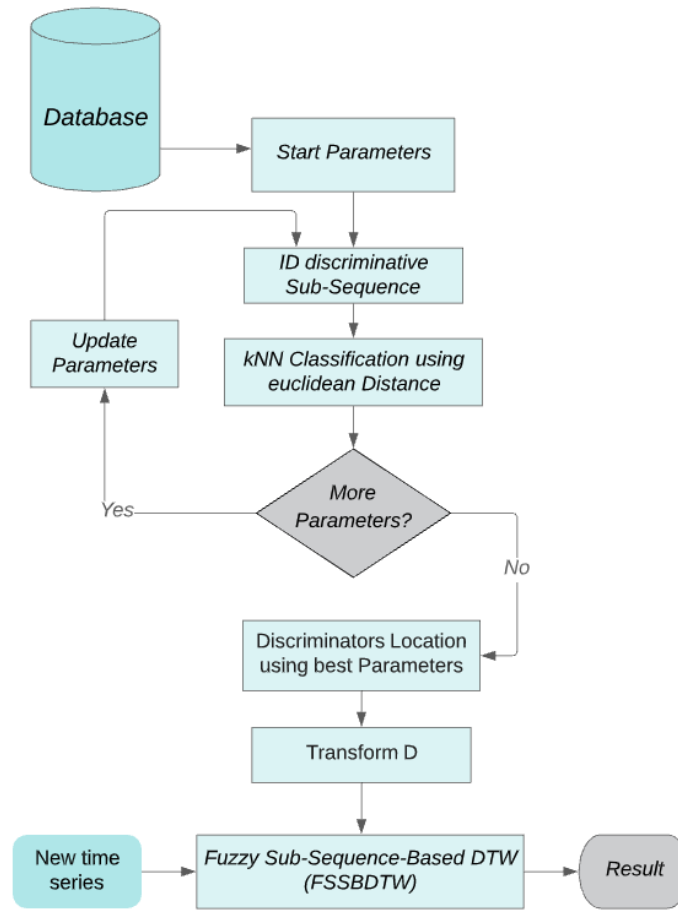 Database
Start Parameters
ID discriminative
Sub-Sequence
Update
Parameters
kNN Classification using
euclidean Distance
More
Parameters?
Yes
No
Discriminators Location
using best Parameters
Transform D
New time
series
Fuzzy Sub-Sequence-Based DTW
(FSSBDTW)
Result